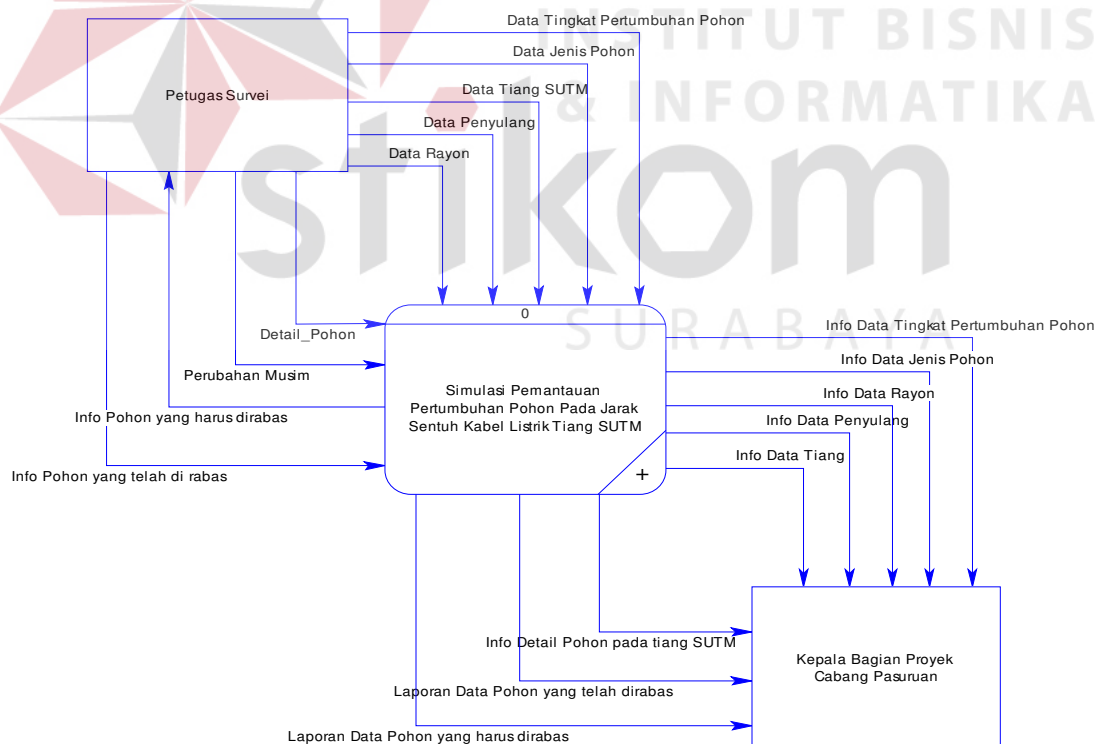 INSTITUT BISNIS
& INFORMATIKA
stikom
SURABAYA
Data Tingkat Pertumbuhan Pohon
Data Jenis Pohon
Data Tiang SUTM
Data Penyulang
Data Rayon
Petugas Survei
0
Detail_Pohon
Perubahan Musim
Info Pohon yang harus dirabas
Info Pohon yang telah di rabas
Simulasi Pemantauan
Pertumbuhan Pohon Pada Jarak
Sentuh Kabel Listrik Tiang SUTM
+
Info Data Tingkat Pertumbuhan Pohon
Info Data Jenis Pohon
Info Data Rayon
Info Data Penyulang
Info Data Tiang
Info Detail Pohon pada tiang SUTM
Laporan Data Pohon yang telah dirabas
Laporan Data Pohon yang harus dirabas
Kepala Bagian Proyek
Cabang Pasuruan